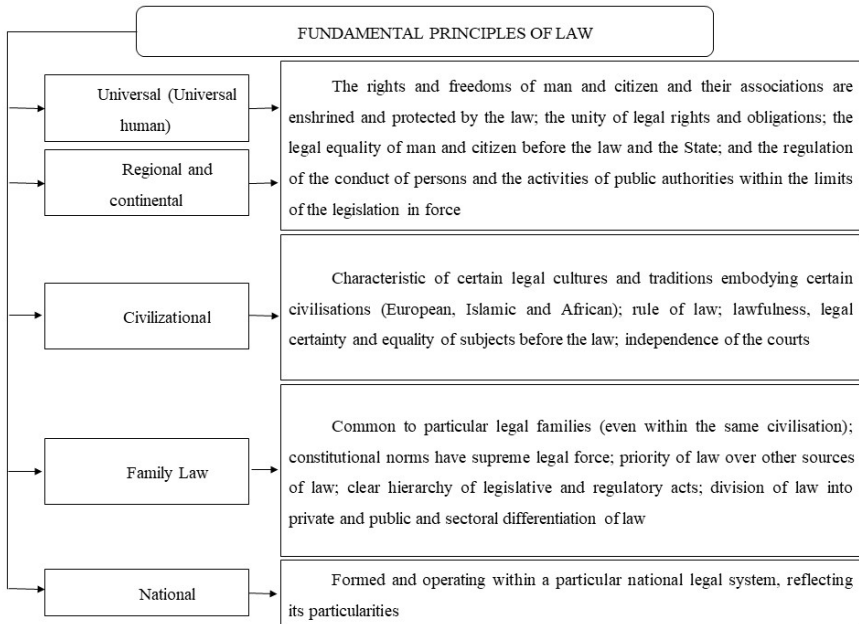 FUNDAMENTAL PRINCIPLES OF LAW
Universal (Universal
human)
Regional and
continental
The rights and freedoms of man and citizen and their associations are
enshrined and protected by the law; the unity of legal rights and obligations; the
legal equality of man and citizen before the law and the State; and the regulation
of the conduct of persons and the activities of public authorities within the limits
of the legislation in force
Civilizational
Characteristic of certain legal cultures and traditions embodying certain
civilisations (European, Islamic and African); rule of law; lawfulness, legal
certainty and equality of subjects before the law; independence of the courts
Family Law
Common to particular legal families (even within the same civilisation);
constitutional norms have supreme legal force; priority of law over other sources
of law; clear hierarchy of legislative and regulatory acts; division of law into
private and public and sectoral differentiation of law
National
Formed and operating within a particular national legal system, reflecting
its particularities